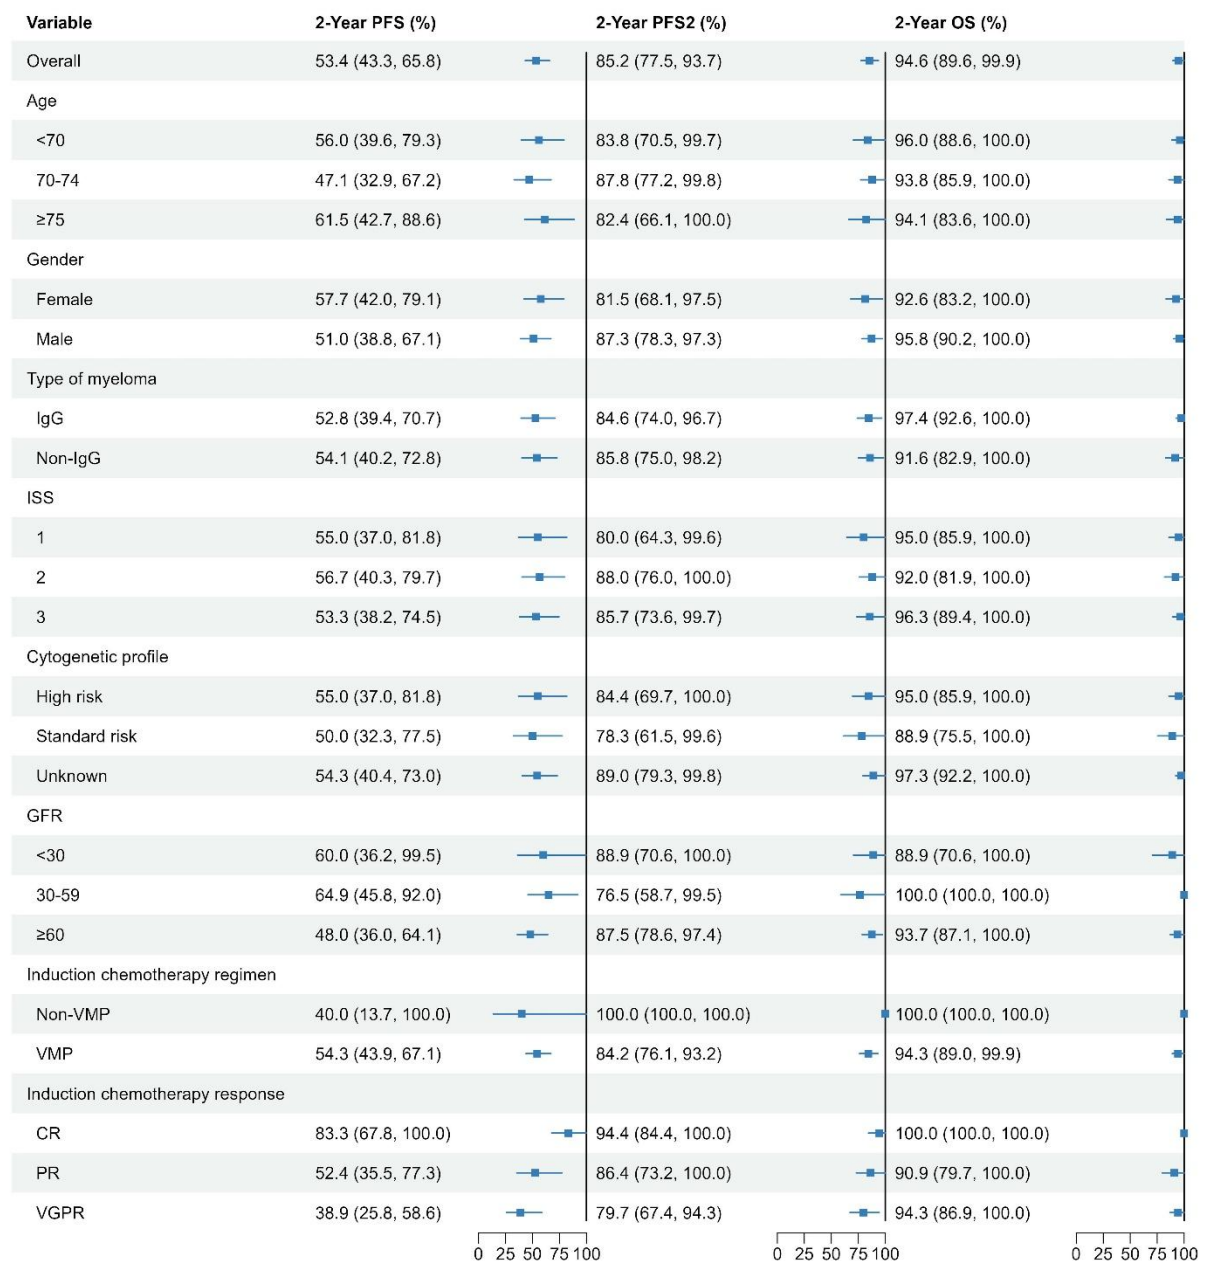 Variable 2-Year PFS (%) 2-Year PFS2 (%) 2-Year OS (%)
Overall 53.4 (43.3, 65.8) 85.2 (77.5, 93.7) 94.6 (89.6, 99.9)
Age
<70 56.0 (39.6, 79.3) 83.8 (70.5, 99.7) 96.0 (88.6, 100.0)
70-74 47.1 (32.9, 67.2) 87.8 (77.2, 99.8) 93.8 (85.9, 100.0)
≥75 61.5 (42.7, 88.6) 82.4 (66.1, 100.0) 94.1 (83.6, 100.0)
Gender
Female 57.7 (42.0, 79.1) 81.5 (68.1, 97.5) 92.6 (83.2, 100.0)
Male 51.0 (38.8, 67.1) 87.3 (78.3, 97.3) 95.8 (90.2, 100.0)
Type of myeloma
IgG 52.8 (39.4, 70.7) 84.6 (74.0, 96.7) 97.4 (92.6, 100.0)
Non-IgG 54.1 (40.2, 72.8) 85.8 (75.0, 98.2) 91.6 (82.9, 100.0)
ISS
1 55.0 (37.0, 81.8) 80.0 (64.3, 99.6) 95.0 (85.9, 100.0)
2 56.7 (40.3, 79.7) 88.0 (76.0, 100.0) 92.0 (81.9, 100.0)
3 53.3 (38.2, 74.5) 85.7 (73.6, 99.7) 96.3 (89.4, 100.0)
Cytogenetic profile
High risk 55.0 (37.0, 81.8) 84.4 (69.7, 100.0) 95.0 (85.9, 100.0)
Standard risk 50.0 (32.3, 77.5) 78.3 (61.5, 99.6) 88.9 (75.5, 100.0)
Unknown 54.3 (40.4, 73.0) 89.0 (79.3, 99.8) 97.3 (92.2, 100.0)
GFR
<30 60.0 (36.2, 99.5) 88.9 (70.6, 100.0) 88.9 (70.6, 100.0)
30-59 64.9 (45.8, 92.0) 76.5 (58.7, 99.5) 100.0 (100.0, 100.0)
≥60 48.0 (36.0, 64.1) 87.5 (78.6, 97.4) 93.7 (87.1, 100.0)
Induction chemotherapy regimen
Non-VMP 40.0 (13.7, 100.0) 100.0 (100.0, 100.0) 100.0 (100.0, 100.0)
VMP 54.3 (43.9, 67.1) 84.2 (76.1, 93.2) 94.3 (89.0, 99.9)
Induction chemotherapy response
CR 83.3 (67.8, 100.0) 94.4 (84.4, 100.0) 100.0 (100.0, 100.0)
PR 52.4 (35.5, 77.3) 86.4 (73.2, 100.0) 90.9 (79.7, 100.0)
VGPR 38.9 (25.8, 58.6) 79.7 (67.4, 94.3) 94.3 (86.9, 100.0)
0 25 50 75 100 0 25 50 75 100 0 25 50 75 100